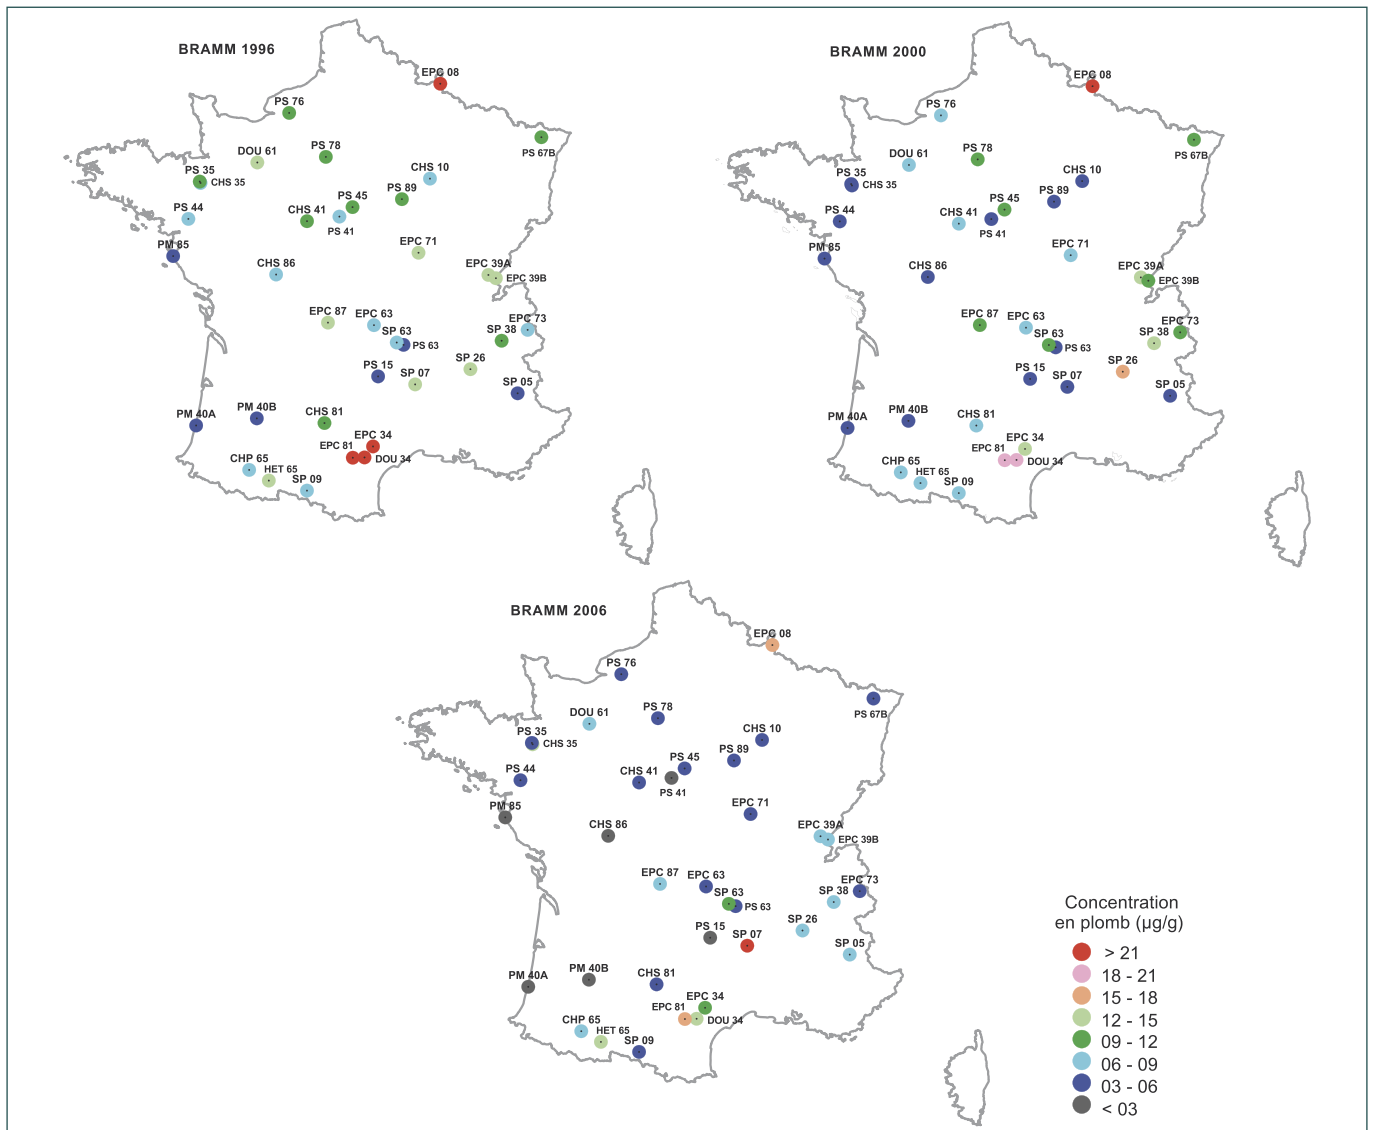 BRAMM 1996
EPC 08
PS 76
PS 67B
DOU 61
PS 78
PS 35
CHS 35
CHS 10
PS 89
PS 45
PS 44
CHS 41
PS 41
PM 85
EPC 71
CHS 86
EPC 39A
EPC 39B
EPC 87
EPC 63
EPC 73
SP 63
PS 63
SP 38
PS 15
SP 07
SP 26
SP 05
PM 40A
PM 40B
CHS 81
EPC 34
EPC 81
DOU 34
CHP 65
HET 65
SP 09
BRAMM 2000
EPC 08
PS 76
PS 67B
DOU 61
PS 78
PS 35
CHS 35
CHS 10
PS 89
PS 45
PS 44
CHS 41
PS 41
PM 85
EPC 71
CHS 86
EPC 39A
EPC 39B
EPC 87
EPC 63
EPC 73
SP 63
PS 63
SP 38
PS 15
SP 07
SP 26
SP 05
PM 40A
PM 40B
CHS 81
EPC 34
EPC 81
DOU 34
CHP 65
HET 65
SP 09
BRAMM 2006
EPC 08
PS 76
PS 67B
DOU 61
PS 78
PS 35
CHS 35
CHS 10
PS 89
PS 45
PS 44
CHS 41
PS 41
PM 85
EPC 71
CHS 86
EPC 39A
EPC 39B
EPC 87
EPC 63
EPC 73
SP 63
PS 63
SP 38
PS 15
SP 07
SP 26
SP 05
PM 40A
PM 40B
CHS 81
EPC 34
EPC 81
DOU 34
CHP 65
HET 65
SP 09
Concentration
en plomb (µg/g)
> 21
18 - 21
15 - 18
12 - 15
09 - 12
06 - 09
03 - 06
< 03